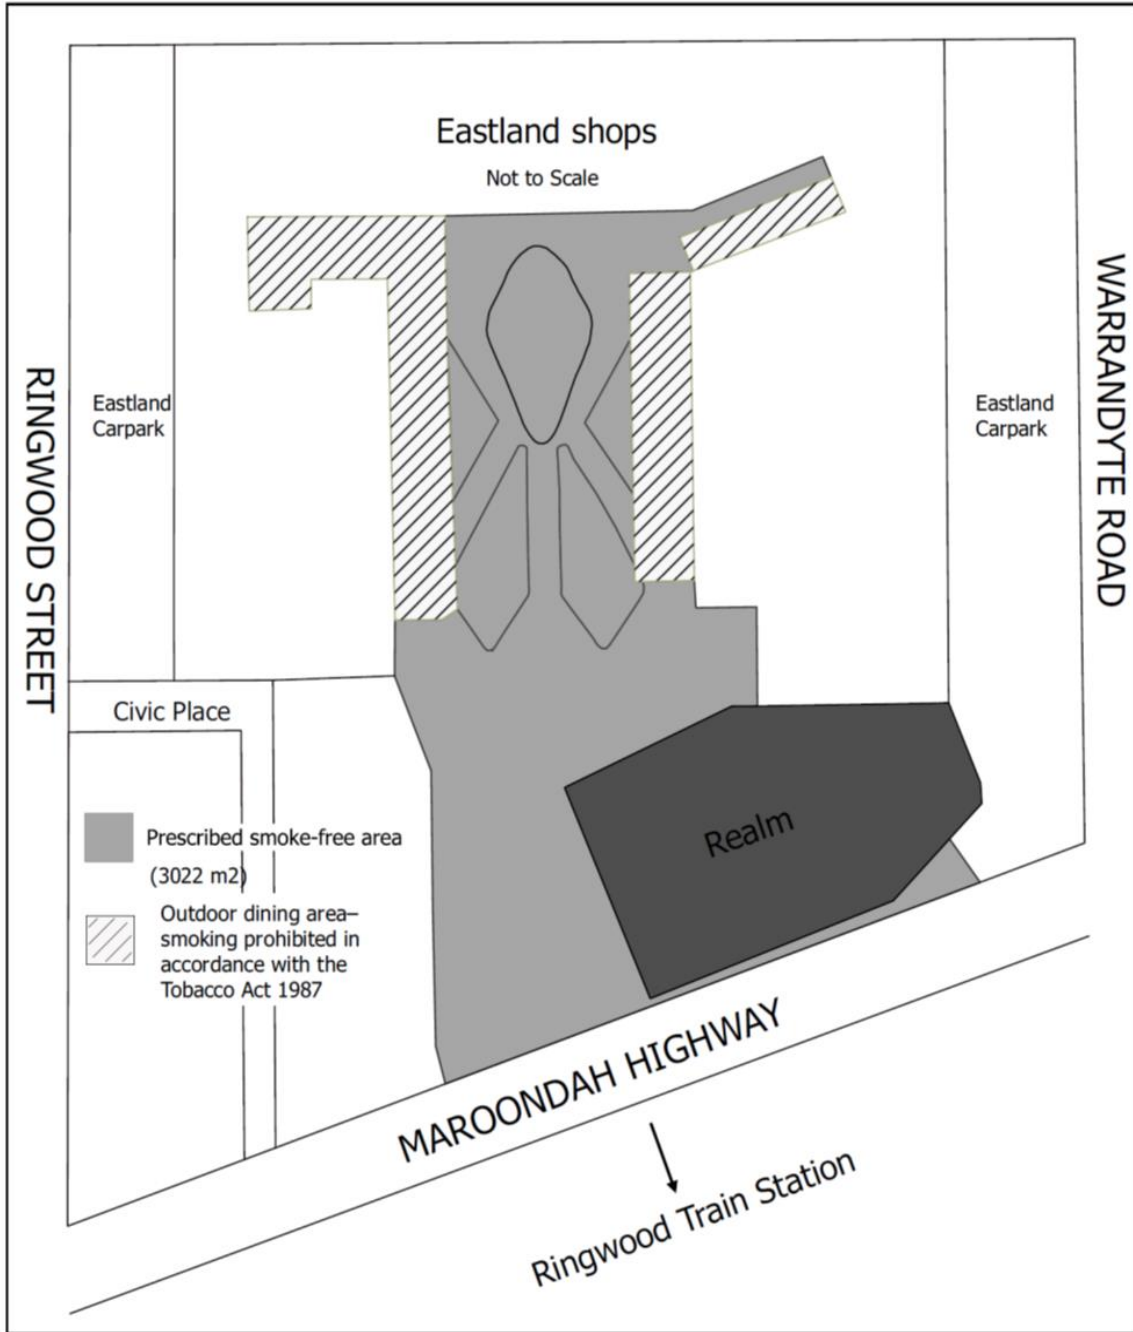 Eastland shops
Not to Scale
RINGWOOD STREET
Eastland
Carpark
Eastland
Carpark
WARRANDYTE ROAD
Civic Place
Realm
Prescribed smoke-free area
(3022 m2)
Outdoor dining area–
smoking prohibited in
accordance with the
Tobacco Act 1987
MAROONDAH HIGHWAY
Ringwood Train Station